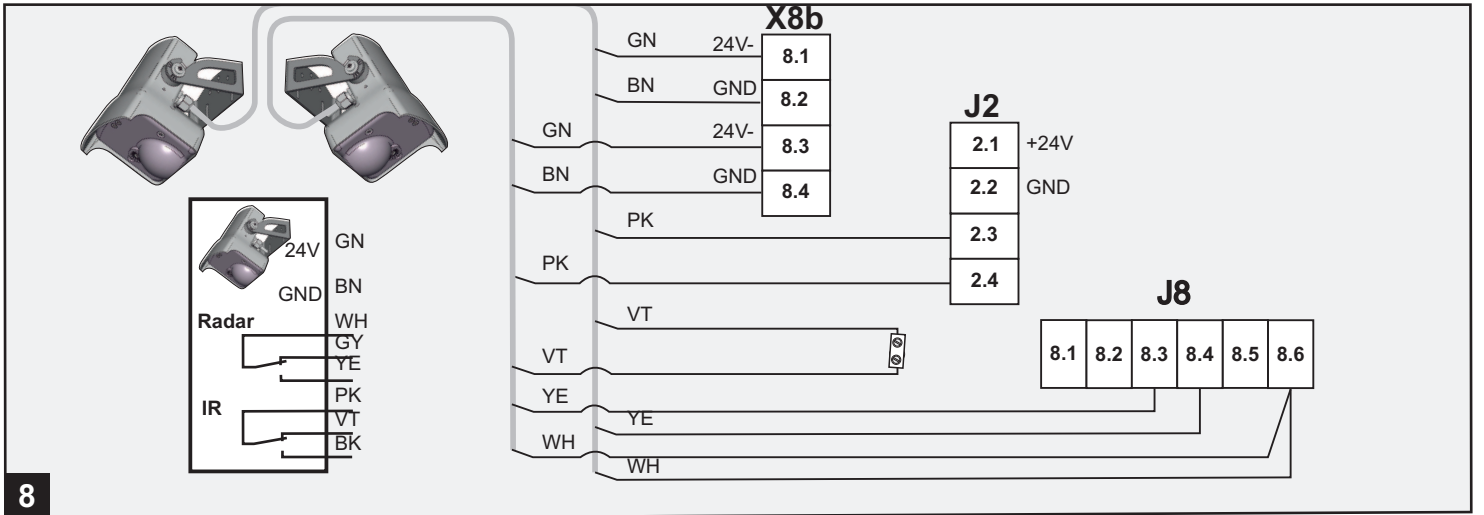 X8b
GN 24V- 8.1
BN GND 8.2
GN 24V- 8.3
BN GND 8.4
J2
2.1 +24V
2.2 GND
PK 2.3
PK 2.4
24V GN
GND BN
Radar WH
GY
YE
IR PK
VT
BK
VT
VT
J8
8.1 8.2 8.3 8.4 8.5 8.6
YE
YE
WH
WH
8